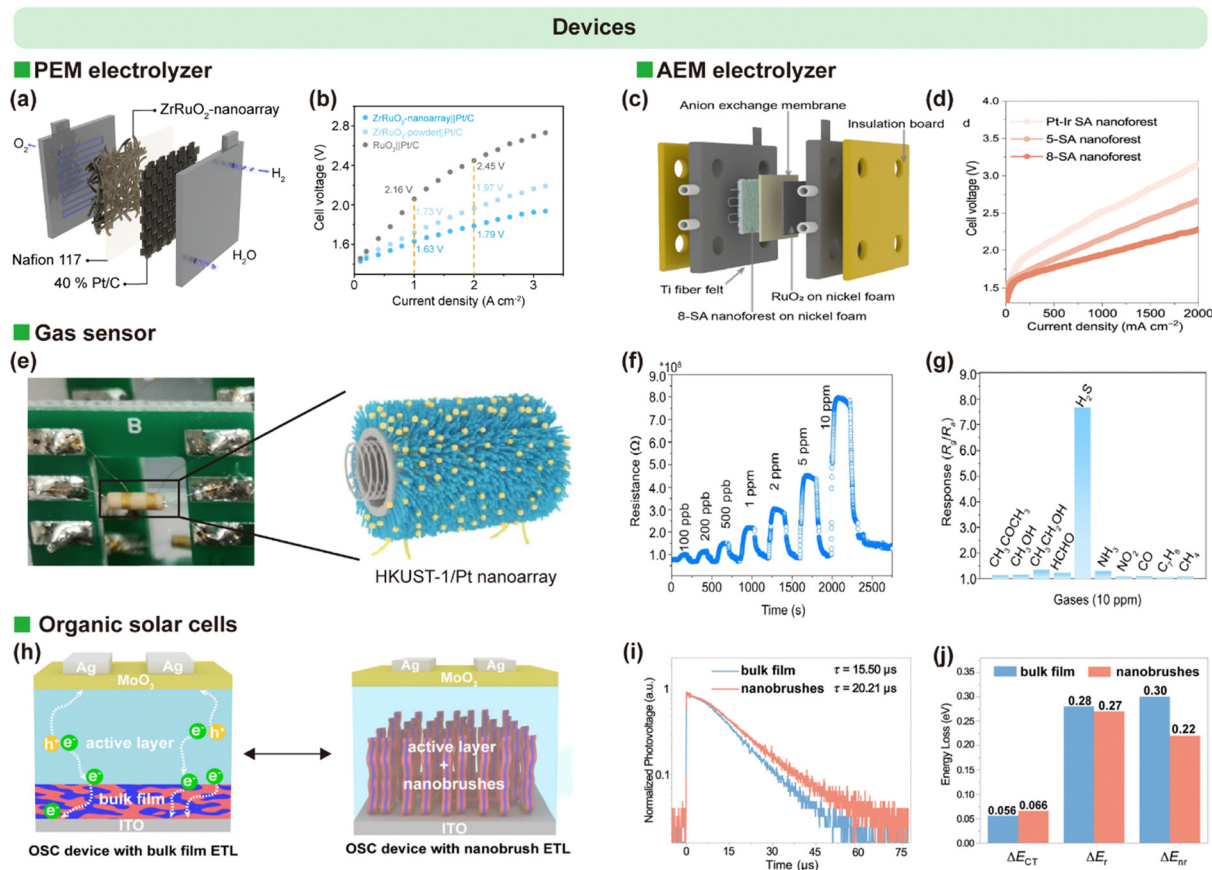 Devices
PEM electrolyzer
(a)
ZrRuO₂-nanoarray
O₂
H₂
H₂O
Nafion 117
40 % Pt/C
(b)
ZrRuO₂-nanoarray||Pt/C
ZrRuO₂-powder||Pt/C
RuO₂||Pt/C
Cell voltage (V)
2.8
2.4
2.0
1.6
1.2
2.16 V
2.45 V
1.73 V
1.97 V
1.63 V
1.79 V
0 1 2 3
Current density (A cm⁻²)
AEM electrolyzer
(c)
Anion exchange membrane
Insulation board
Ti fiber felt
RuO₂ on nickel foam
8-SA nanoforest on nickel foam
(d)
d
Pt-Ir SA nanoforest
5-SA nanoforest
8-SA nanoforest
Cell voltage (V)
4.0
3.5
3.0
2.5
2.0
1.5
0 500 1000 1500 2000
Current density (mA cm⁻²)
Gas sensor
(e)
B
HKUST-1/Pt nanoarray
(f)
*10⁸
9.0
8.0
7.0
6.0
5.0
4.0
3.0
2.0
1.0
0.0
Resistance (Ω)
100 ppb
200 ppb
500 ppb
1 ppm
2 ppm
5 ppm
10 ppm
0 500 1000 1500 2000 2500
Time (s)
(g)
Response (Rg/Ra)
9.0
8.0
7.0
6.0
5.0
4.0
3.0
2.0
1.0
CH₃COCH₃
CH₃OH
CH₃CH₂OH
HCHO
H₂S
NH₃
NO₂
CO
C₇H₈
CH₄
Gases (10 ppm)
Organic solar cells
(h)
Ag Ag
MoO₃
h⁺ e⁻
active layer
h⁺ e⁻
e⁻ e⁻ e⁻
e⁻ bulk film
ITO
OSC device with bulk film ETL
Ag Ag
MoO₃
active layer
+
nanobrushes
ITO
OSC device with nanobrush ETL
(i)
bulk film τ = 15.50 μs
nanobrushes τ = 20.21 μs
Normalized Photovoltage (a.u.)
1
0.1
0 15 30 45 60 75
Time (μs)
(j)
bulk film nanobrushes
Energy Loss (eV)
0.40
0.35
0.30
0.25
0.20
0.15
0.10
0.05
0.00
0.056 0.066
0.28 0.27
0.30 0.22
ΔE_CT ΔE_r ΔE_nr